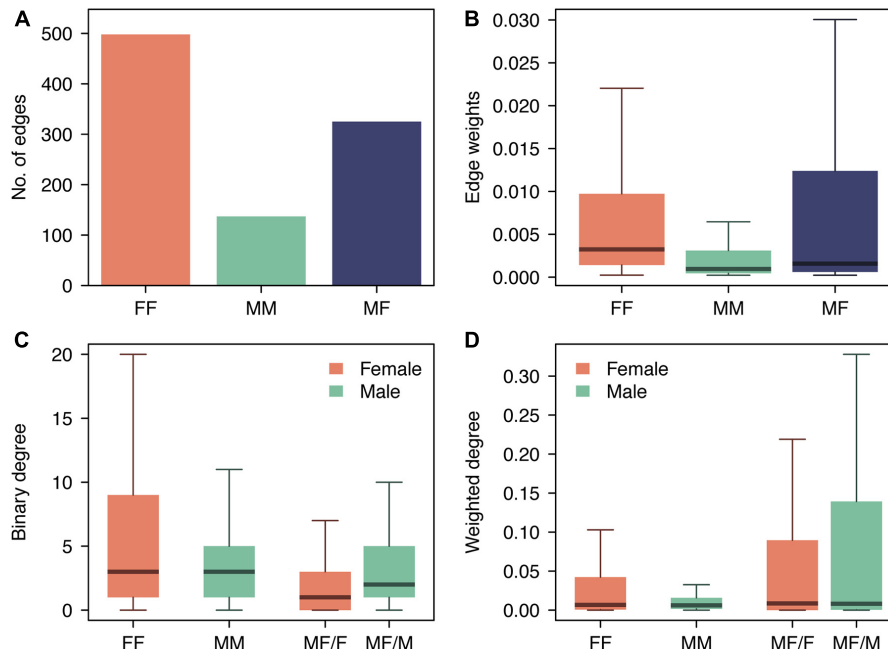 A
No. of edges
500
400
300
200
100
0
FF
MM
MF
B
Edge weights
0.030
0.025
0.020
0.015
0.010
0.005
0.000
FF
MM
MF
C
Binary degree
20
15
10
5
0
Female
Male
FF
MM
MF/F
MF/M
D
Weighted degree
0.30
0.25
0.20
0.15
0.10
0.05
0.00
Female
Male
FF
MM
MF/F
MF/M